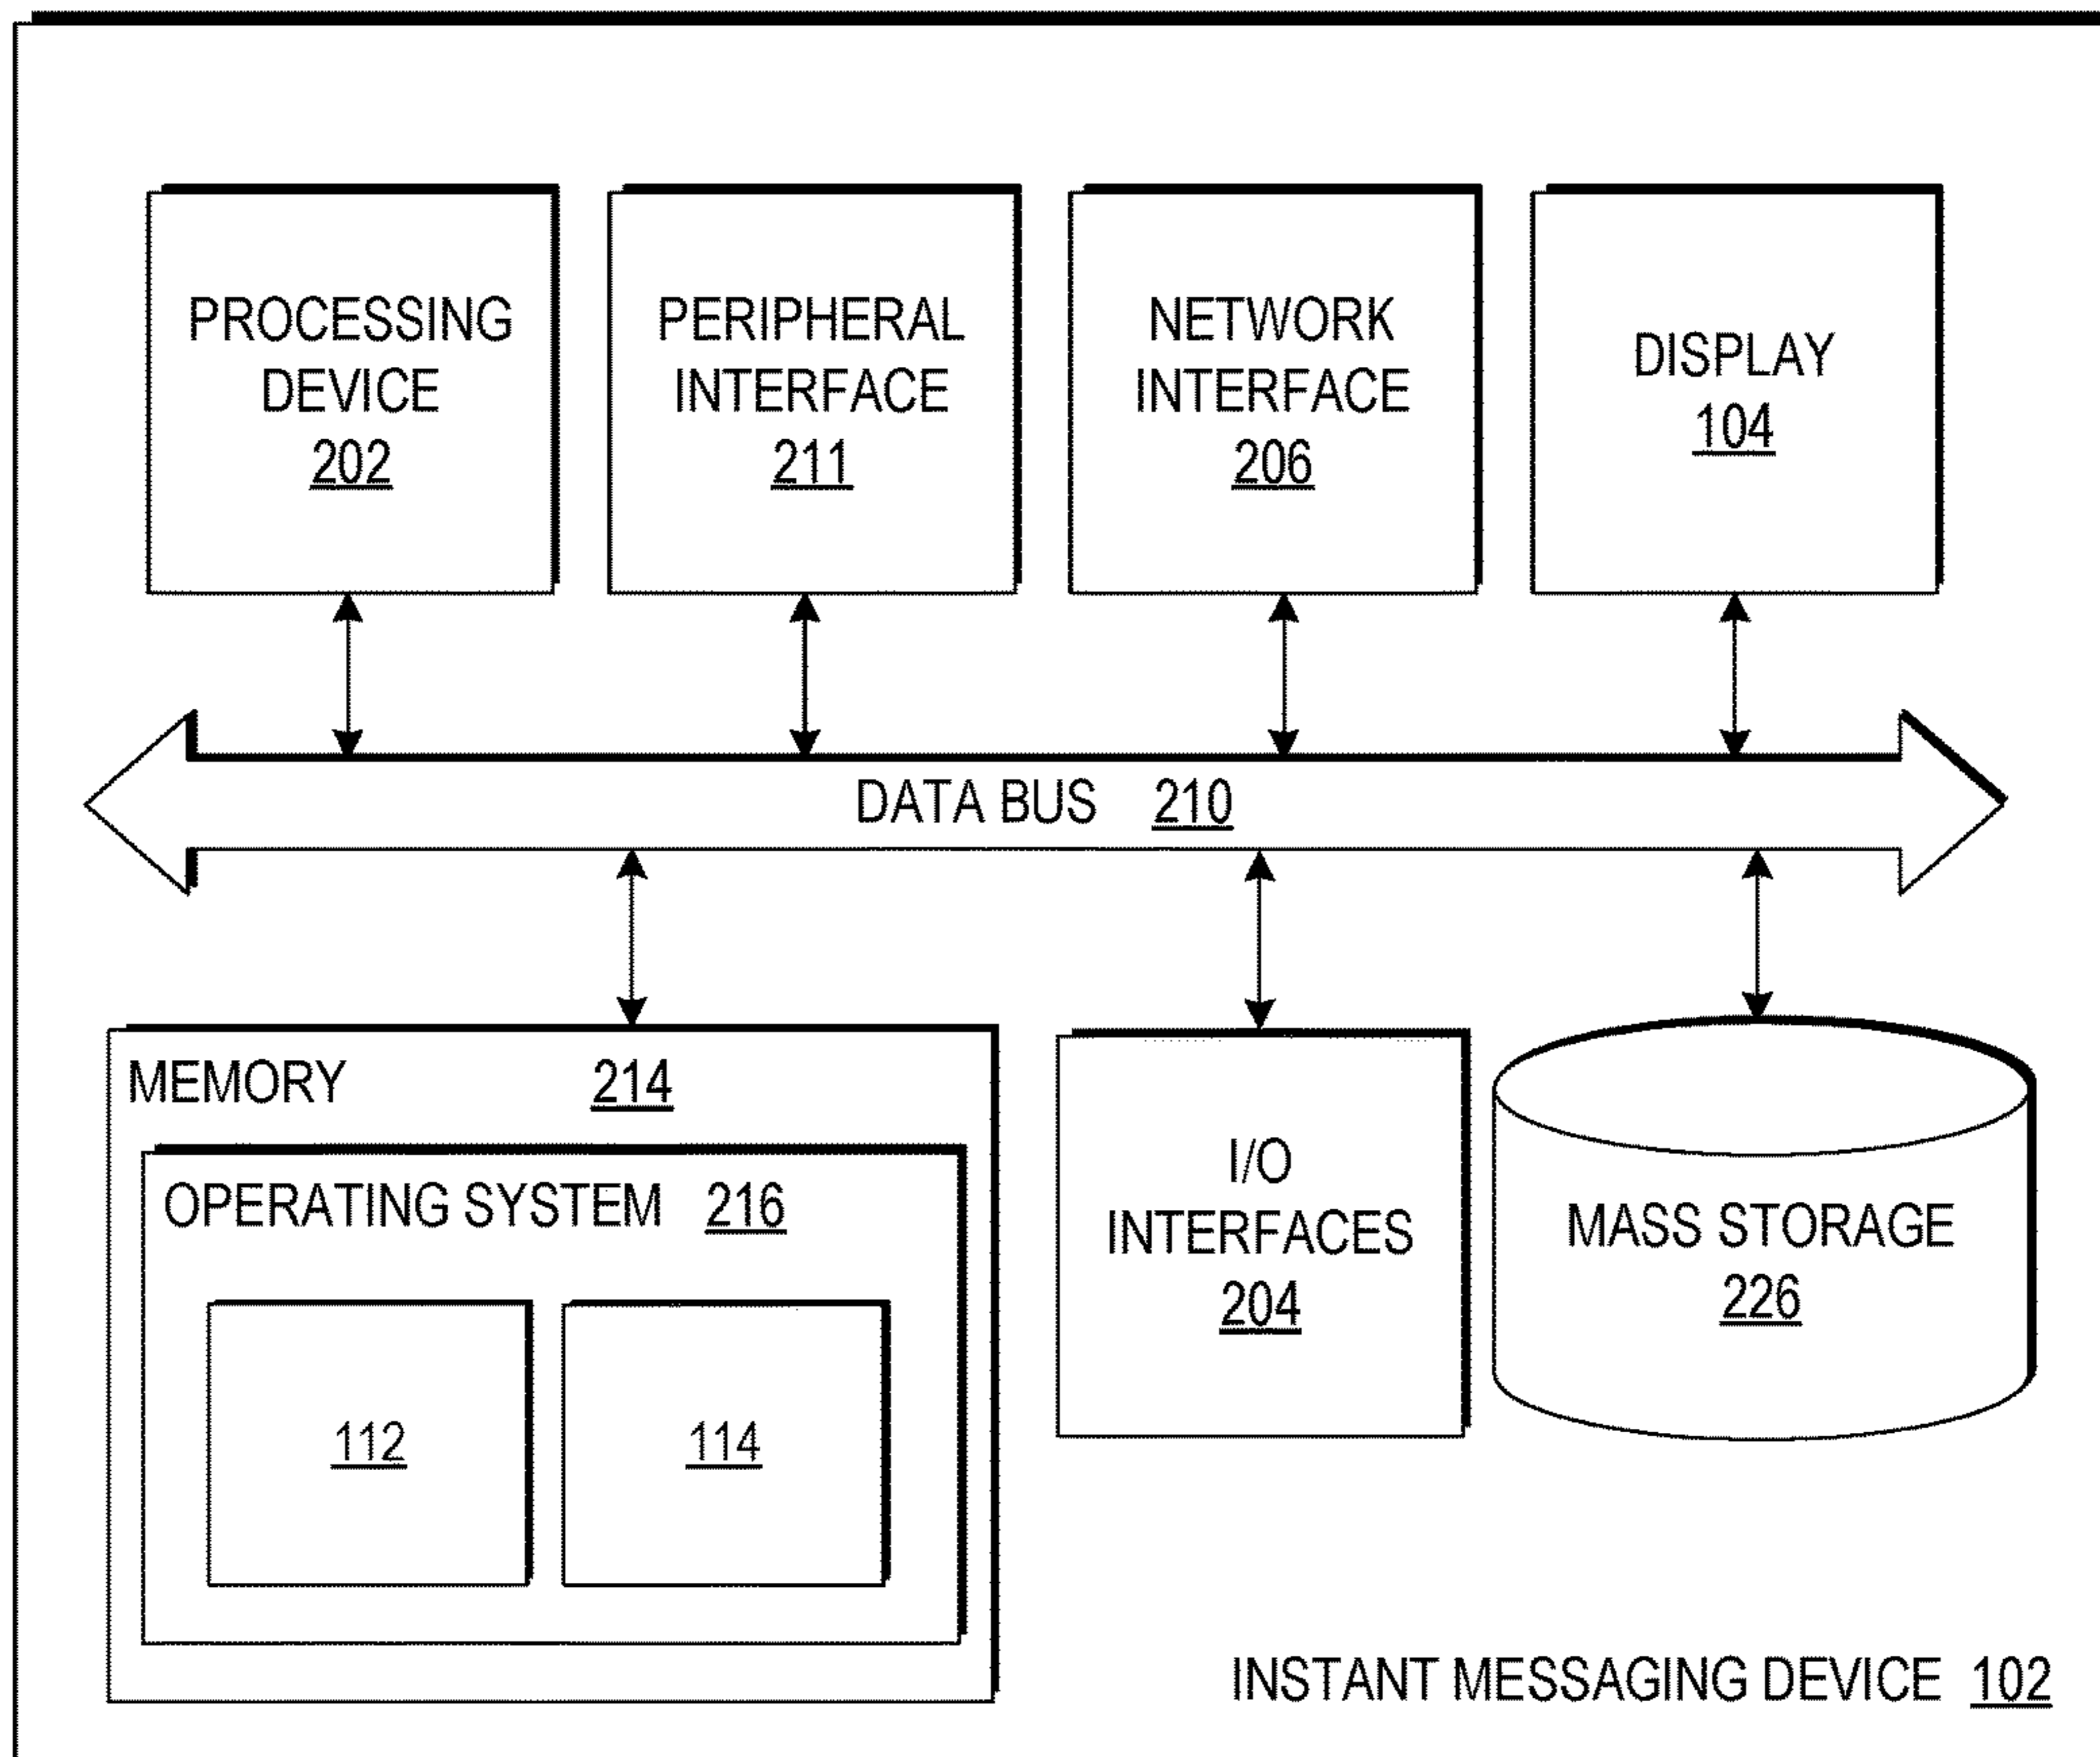 PROCESSING
DEVICE
202
PERIPHERAL
INTERFACE
211
NETWORK
INTERFACE
206
DISPLAY
104
DATA BUS 210
MEMORY 214
OPERATING SYSTEM 216
112
114
I/O
INTERFACES
204
MASS STORAGE
226
INSTANT MESSAGING DEVICE 102